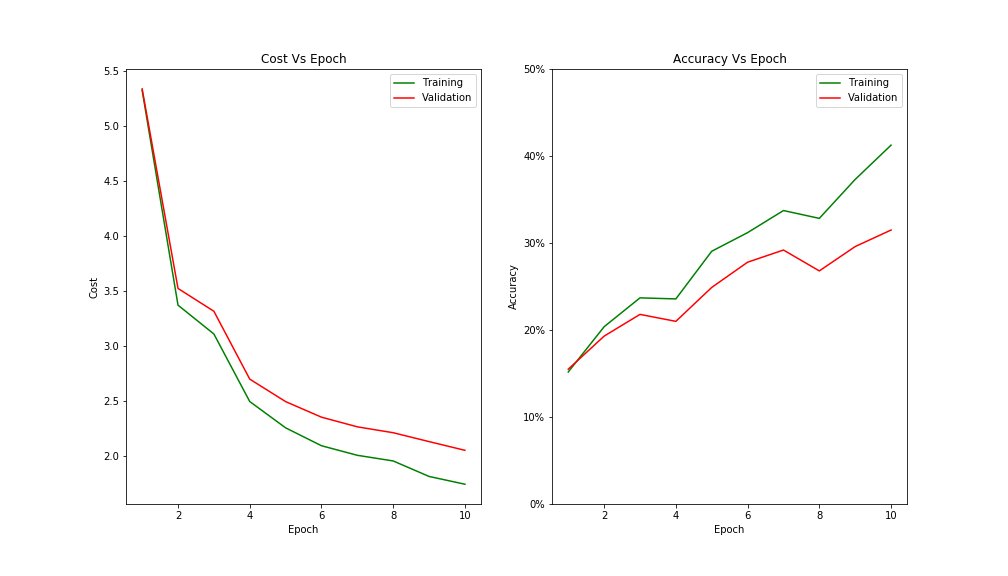 Cost Vs Epoch
5.5
5.0
4.5
4.0
3.5
3.0
2.5
2.0
Cost
2 4 6 8 10
Epoch
Training
Validation
Accuracy Vs Epoch
50%
40%
30%
20%
10%
0%
Accuracy
2 4 6 8 10
Epoch
Training
Validation